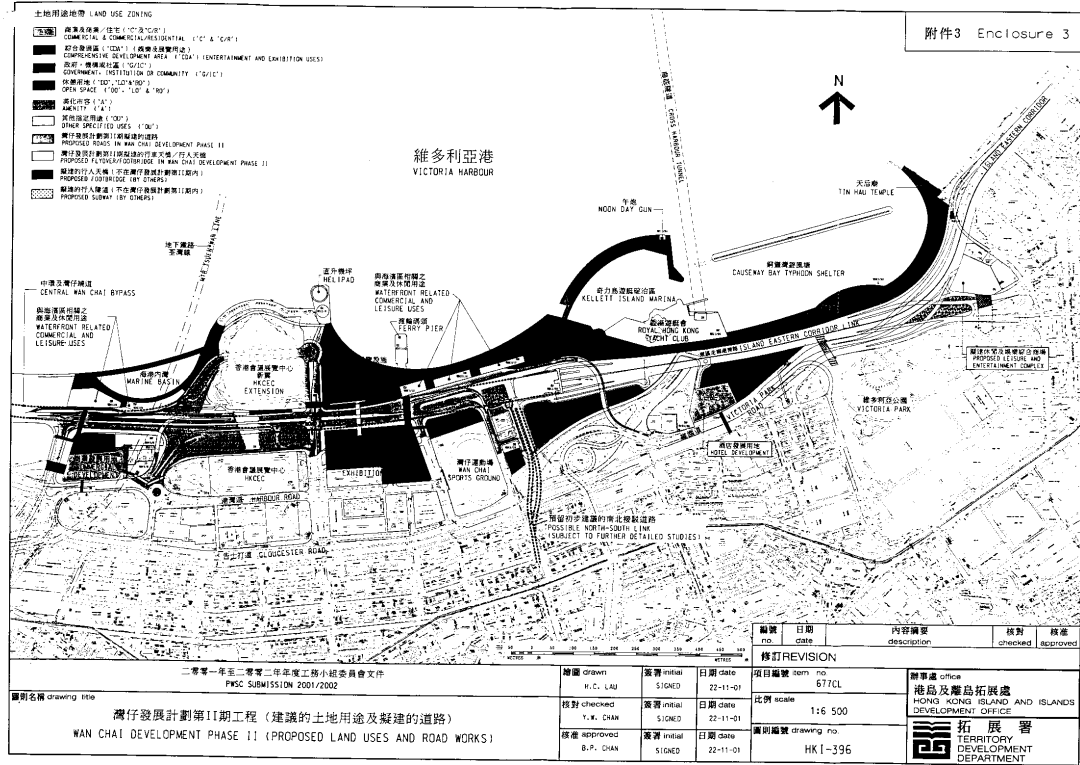 附件3 Enclosure 3
土地用途地帶 LAND USE ZONING
商業及商業/住宅 ("C"及"C/R")
COMMERCIAL & COMMERCIAL/RESIDENTIAL ('C' & 'C/R')
綜合發展區 ("CDA") (娛樂及展覽用途)
COMPREHENSIVE DEVELOPMENT AREA ('CDA') (ENTERTAINMENT AND EXHIBITION USES)
政府,機構或社區 ("G/IC")
GOVERNMENT, INSTITUTION OR COMMUNITY ('G/IC')
休憩用地 ("OO","LO"&"RO")
OPEN SPACE ('OO', 'LO' & 'RO')
美化市容 ("A")
AMENITY ('A')
其他指定用途 ("OU")
OTHER SPECIFIED USES ('OU')
灣仔發展計劃第II期擬建的道路
PROPOSED ROADS IN WAN CHAI DEVELOPMENT PHASE II
灣仔發展計劃第II期擬建的行車天橋/行人天橋
PROPOSED FLYOVER/FOOTBRIDGE IN WAN CHAI DEVELOPMENT PHASE II
擬建的行人天橋 (不在灣仔發展計劃第II期內)
PROPOSED FOOTBRIDGE (BY OTHERS)
擬建的行人隧道 (不在灣仔發展計劃第II期內)
PROPOSED SUBWAY (BY OTHERS)
N
維多利亞港
VICTORIA HARBOUR
海底隧道 CROSS HARBOUR TUNNEL
ISLAND EASTERN CORRIDOR
天后廟
TIN HAU TEMPLE
午炮
NOON DAY GUN
地下鐵路
荃灣線
MTR TSUEN WAN LINE
直升機坪
HELIPAD
與海濱區相關之
商業及休閒用途
WATERFRONT RELATED
COMMERCIAL AND
LEISURE USES
銅鑼灣避風塘
CAUSEWAY BAY TYPHOON SHELTER
奇力島遊艇碇泊區
KELLETT ISLAND MARINA
中環及灣仔繞道
CENTRAL WAN CHAI BYPASS
與海濱區相關之
商業及休閒用途
WATERFRONT RELATED
COMMERCIAL AND
LEISURE USES
渡輪碼頭
FERRY PIER
香港遊艇會
ROYAL HONG KONG
YACHT CLUB
ISLAND EASTERN CORRIDOR LINK
擬建休閒及娛樂綜合商場
PROPOSED LEISURE AND
ENTERTAINMENT COMPLEX
海港內灣
MARINE BASIN
香港會議展覽中心
新翼
HKCEC
EXTENSION
維多利亞公園
VICTORIA PARK
VICTORIA PARK
ROAD
酒店發展用地
HOTEL DEVELOPMENT
香港會議展覽中心
HKCEC
EXHIBITION
灣仔運動場
WAN CHAI
SPORTS GROUND
港灣道 HARBOUR ROAD
告士打道 GLOUCESTER ROAD
預留初步建議的南北接駁道路
POSSIBLE NORTH-SOUTH LINK
(SUBJECT TO FURTHER DETAILED STUDIES)
METRES
METRES
編號 no.
日期 date
內容摘要 description
核對 checked
核准 approved
修訂REVISION
二零零一年至二零零二年年度工務小組委員會文件
PWSC SUBMISSION 2001/2002
圖則名稱 drawing title
灣仔發展計劃第II期工程 (建議的土地用途及擬建的道路)
WAN CHAI DEVELOPMENT PHASE II (PROPOSED LAND USES AND ROAD WORKS)
繪圖 drawn
H.C. LAU
簽署 initial
SIGNED
日期 date
22-11-01
核對 checked
Y.W. CHAN
簽署 initial
SIGNED
日期 date
22-11-01
核准 approved
B.P. CHAN
簽署 initial
SIGNED
日期 date
22-11-01
項目編號 item no
677CL
比例 scale
1:6 500
圖則編號 drawing no.
HKI-396
辦事處 office
港島及離島拓展處
HONG KONG ISLAND AND ISLANDS
DEVELOPMENT OFFICE
拓展署
TERRITORY
DEVELOPMENT
DEPARTMENT